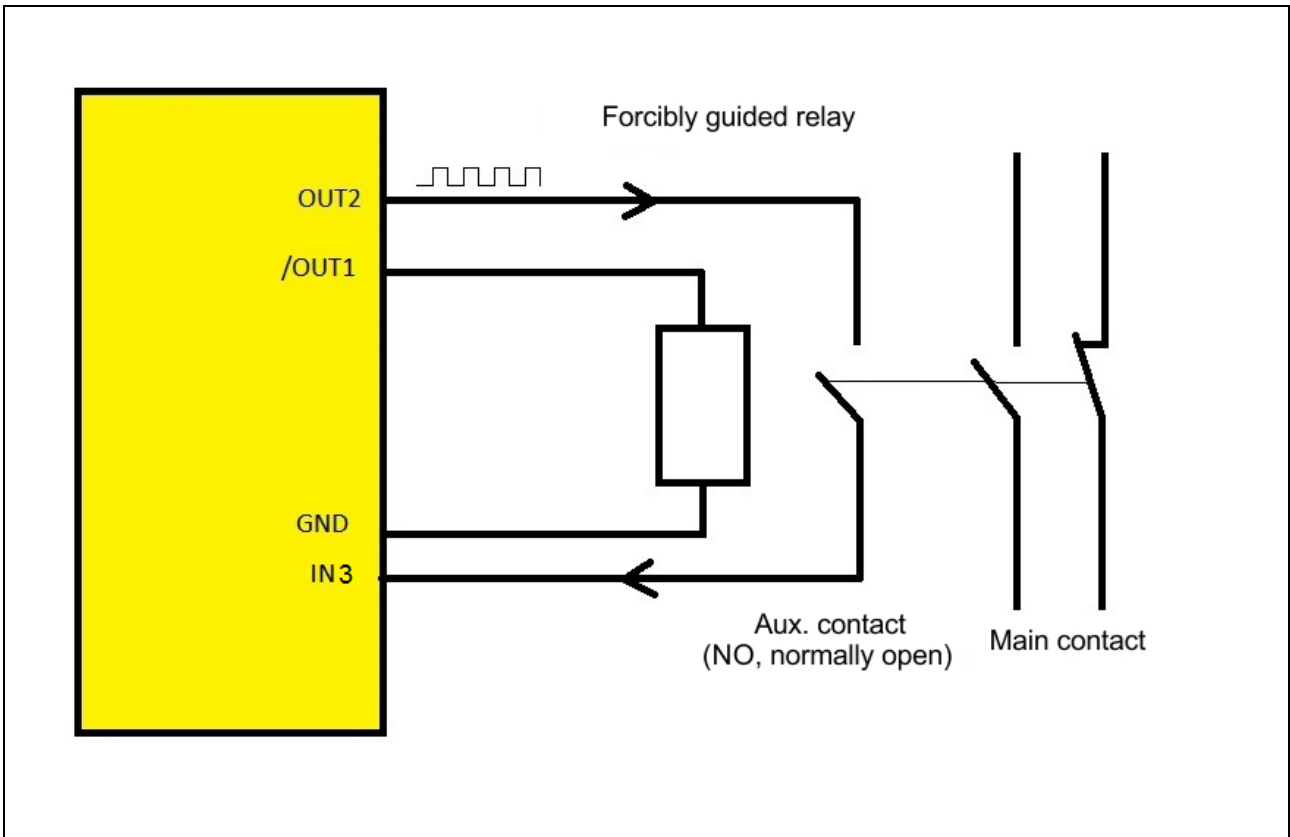 Forcibly guided relay
OUT2
/OUT1
GND
IN3
Aux. contact
(NO, normally open)
Main contact